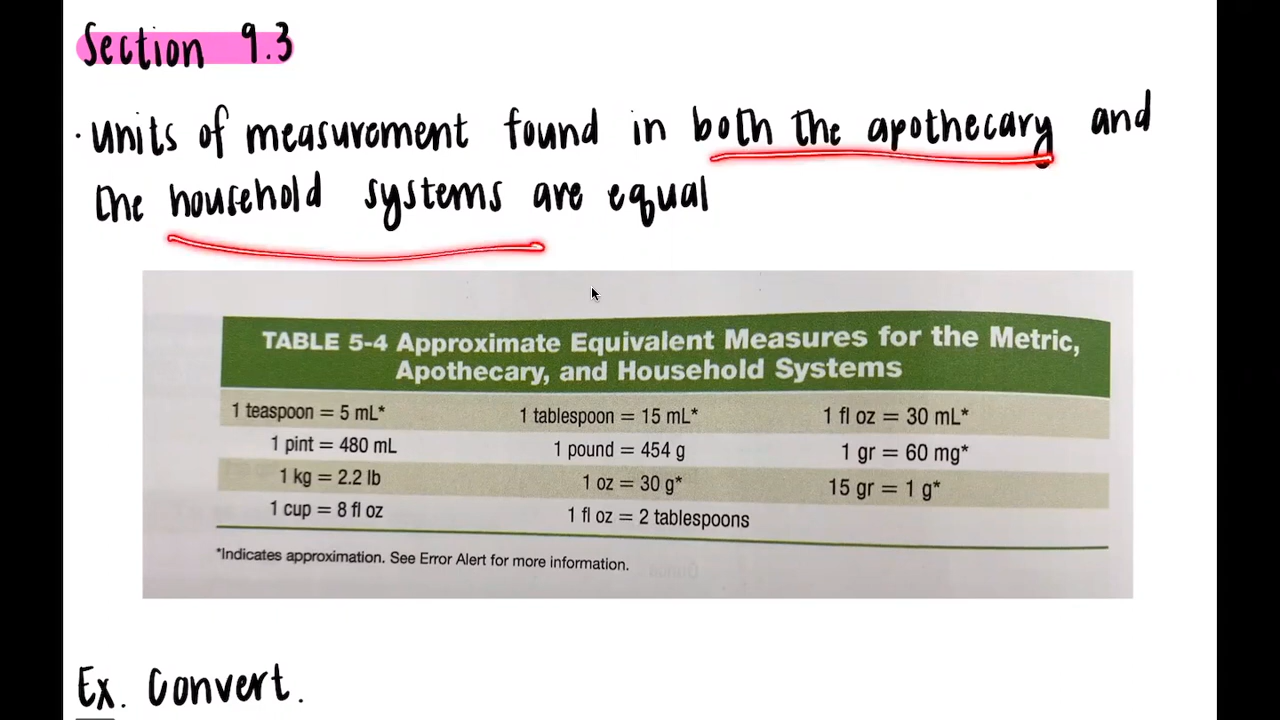 Section 9.3
· units of measurement found in both the apothecary and
the household systems are equal
TABLE 5-4 Approximate Equivalent Measures for the Metric,
Apothecary, and Household Systems
1 teaspoon = 5 mL* 1 tablespoon = 15 mL* 1 fl oz = 30 mL*
1 pint = 480 mL 1 pound = 454 g 1 gr = 60 mg*
1 kg = 2.2 lb 1 oz = 30 g* 15 gr = 1 g*
1 cup = 8 fl oz 1 fl oz = 2 tablespoons
*Indicates approximation. See Error Alert for more information.
Ex. Convert.